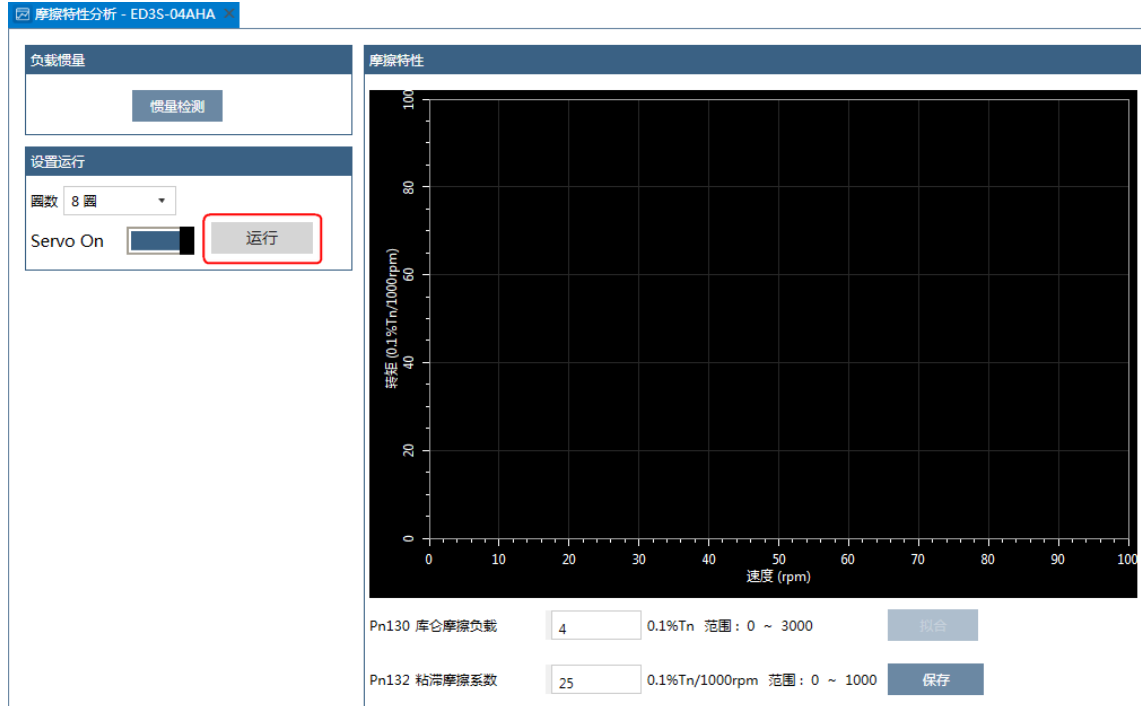 摩擦特性分析 - ED3S-04AHA ×
负载惯量
惯量检测
设置运行
圈数 8 圈
Servo On 运行
摩擦特性
100
80
60
40
20
0
转矩 (0.1%Tn/1000rpm)
0 10 20 30 40 50 60 70 80 90 100
速度 (rpm)
Pn130 库仑摩擦负载 4 0.1%Tn 范围: 0 ~ 3000 拟合
Pn132 粘滞摩擦系数 25 0.1%Tn/1000rpm 范围: 0 ~ 1000 保存